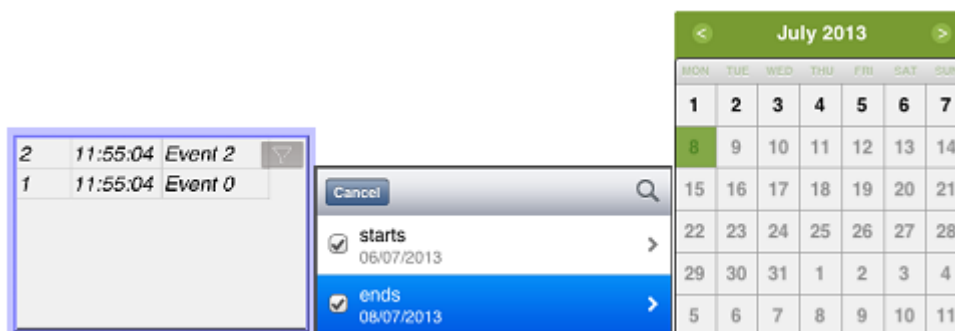 2 11:55:04 Event 2
1 11:55:04 Event 0
Cancel
starts
06/07/2013
>
ends
08/07/2013
>
< July 2013 >
MON TUE WED THU FRI SAT SUN
1 2 3 4 5 6 7
8 9 10 11 12 13 14
15 16 17 18 19 20 21
22 23 24 25 26 27 28
29 30 31 1 2 3 4
5 6 7 8 9 10 11